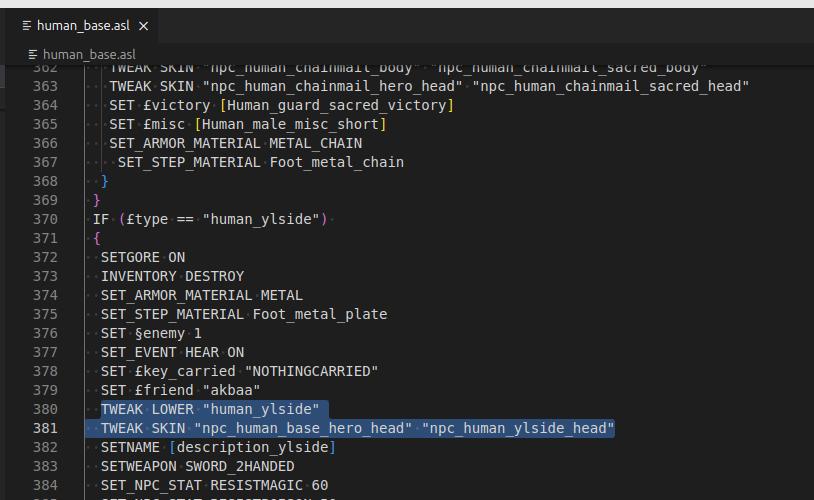 human_base.asl ×
human_base.asl
362 TWEAK SKIN "npc_human_chainmail_body" "npc_human_chainmail_sacred_body"
363 TWEAK SKIN "npc_human_chainmail_hero_head" "npc_human_chainmail_sacred_head"
364 SET £victory [Human_guard_sacred_victory]
365 SET £misc [Human_male_misc_short]
366 SET_ARMOR_MATERIAL METAL_CHAIN
367 SET_STEP_MATERIAL Foot_metal_chain
368 }
369 }
370 IF (£type == "human_ylside")
371 {
372 SETGORE ON
373 INVENTORY DESTROY
374 SET_ARMOR_MATERIAL METAL
375 SET_STEP_MATERIAL Foot_metal_plate
376 SET §enemy 1
377 SET_EVENT HEAR ON
378 SET £key_carried "NOTHINGCARRIED"
379 SET £friend "akbaa"
380 TWEAK LOWER "human_ylside"
381 TWEAK SKIN "npc_human_base_hero_head" "npc_human_ylside_head"
382 SETNAME [description_ylside]
383 SETWEAPON SWORD_2HANDED
384 SET_NPC_STAT RESISTMAGIC 60